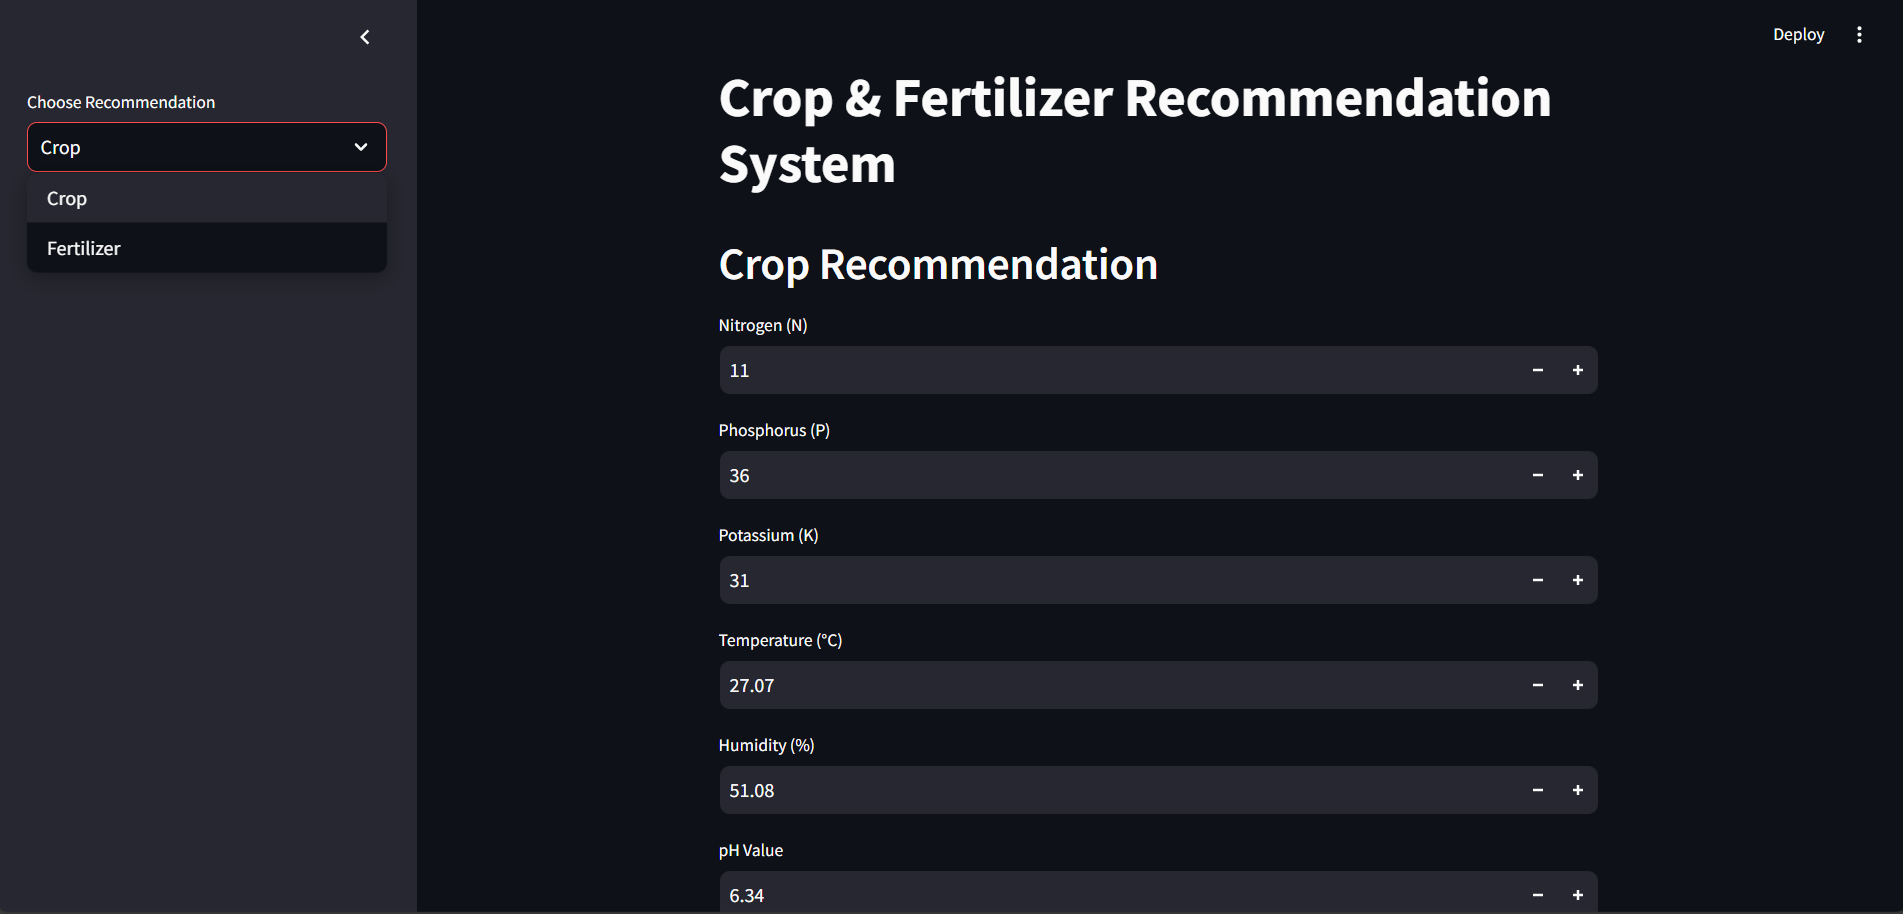 Choose Recommendation
Crop
Crop
Fertilizer
Deploy
Crop & Fertilizer Recommendation
System
Crop Recommendation
Nitrogen (N)
11
Phosphorus (P)
36
Potassium (K)
31
Temperature (°C)
27.07
Humidity (%)
51.08
pH Value
6.34